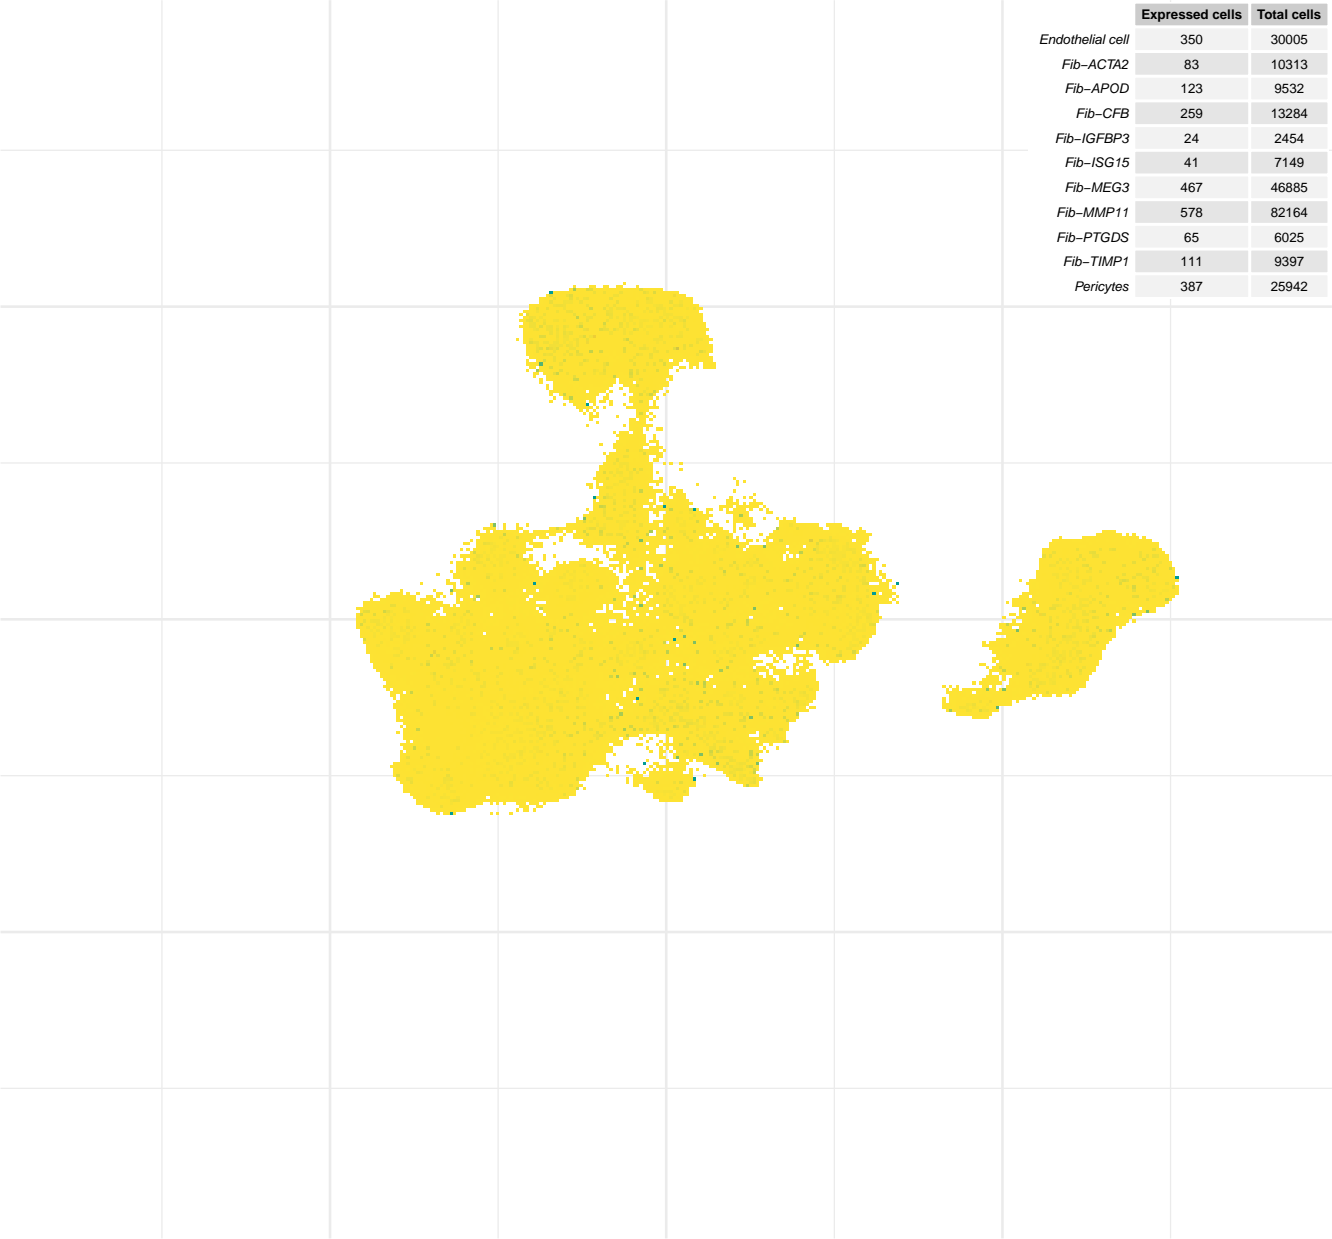 Expressed cells Total cells
Endothelial cell 350 30005
Fib−ACTA2 83 10313
Fib−APOD 123 9532
Fib−CFB 259 13284
Fib−IGFBP3 24 2454
Fib−ISG15 41 7149
Fib−MEG3 467 46885
Fib−MMP11 578 82164
Fib−PTGDS 65 6025
Fib−TIMP1 111 9397
Pericytes 387 25942